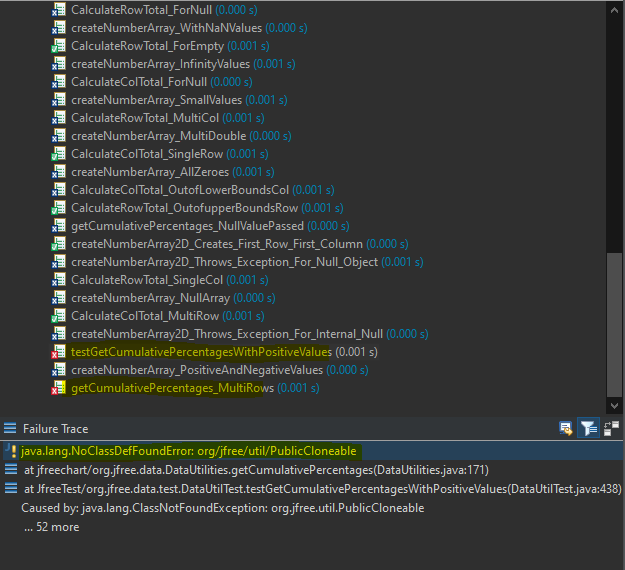 CalculateRowTotal_ForNull (0.000 s)
createNumberArray_WithNaNValues (0.000 s)
CalculateRowTotal_ForEmpty (0.001 s)
createNumberArray_InfinityValues (0.001 s)
CalculateColTotal_ForNull (0.000 s)
createNumberArray_SmallValues (0.001 s)
CalculateRowTotal_MultiCol (0.001 s)
createNumberArray_MultiDouble (0.000 s)
CalculateColTotal_SingleRow (0.001 s)
createNumberArray_AllZeroes (0.001 s)
CalculateColTotal_OutofLowerBoundsCol (0.001 s)
CalculateRowTotal_OutofupperBoundsRow (0.001 s)
getCumulativePercentages_NullValuePassed (0.000 s)
createNumberArray2D_Creates_First_Row_First_Column (0.000 s)
createNumberArray2D_Throws_Exception_For_Null_Object (0.001 s)
CalculateRowTotal_SingleCol (0.000 s)
createNumberArray_NullArray (0.000 s)
CalculateColTotal_MultiRow (0.001 s)
createNumberArray2D_Throws_Exception_For_Internal_Null (0.000 s)
testGetCumulativePercentagesWithPositiveValues (0.001 s)
createNumberArray_PositiveAndNegativeValues (0.000 s)
getCumulativePercentages_MultiRows (0.001 s)
Failure Trace
java.lang.NoClassDefFoundError: org/jfree/util/PublicCloneable
at jfreechart/org.jfree.data.DataUtilities.getCumulativePercentages(DataUtilities.java:171)
at JfreeTest/org.jfree.data.test.DataUtilTest.testGetCumulativePercentagesWithPositiveValues(DataUtilTest.java:438)
Caused by: java.lang.ClassNotFoundException: org.jfree.util.PublicCloneable
... 52 more